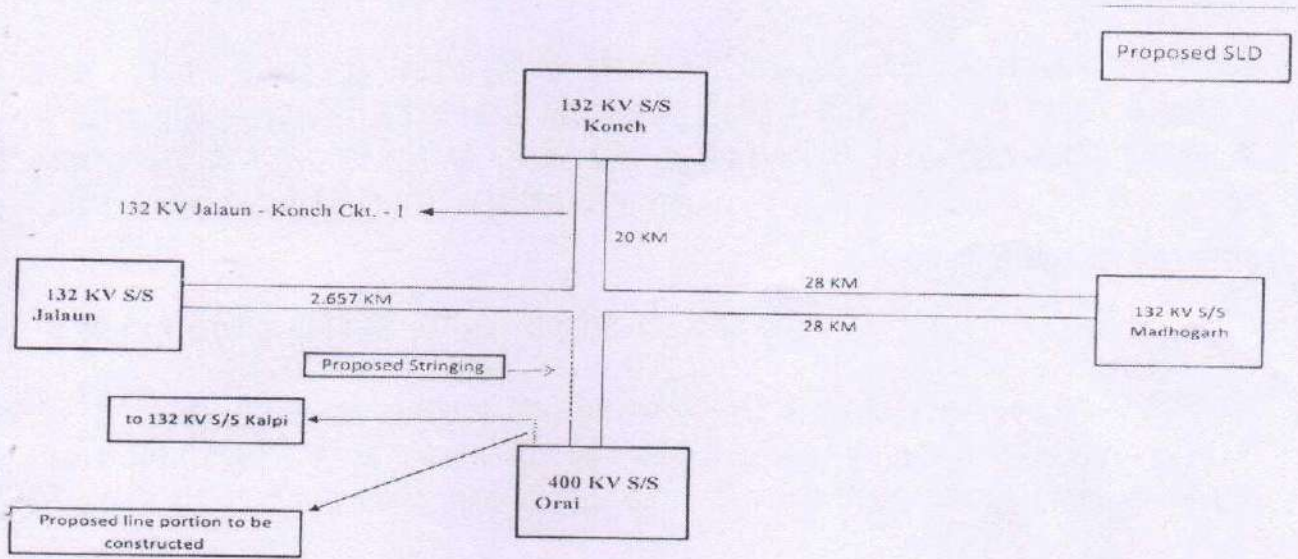 Proposed SLD
132 KV S/S
Konch
132 KV Jalaun - Konch Ckt. - I
20 KM
132 KV S/S
Jalaun
2.657 KM
28 KM
28 KM
132 KV S/S
Madhogarh
Proposed Stringing
to 132 KV S/S Kalpi
400 KV S/S
Orai
Proposed line portion to be
constructed